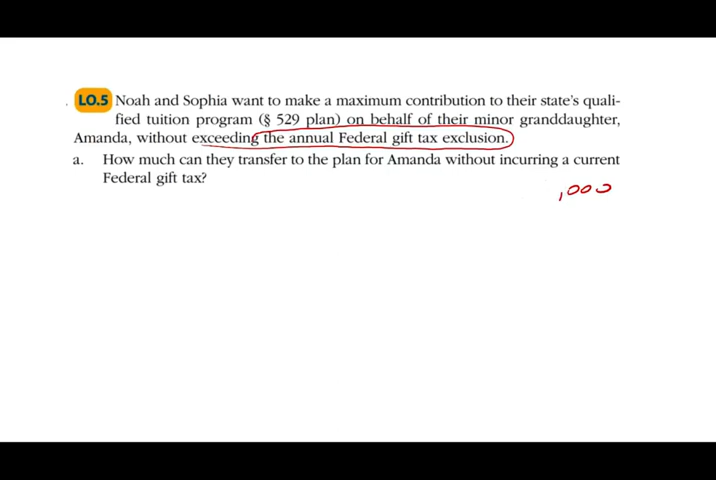 LO.5 Noah and Sophia want to make a maximum contribution to their state's quali-
fied tuition program (§ 529 plan) on behalf of their minor granddaughter,
Amanda, without exceeding the annual Federal gift tax exclusion.
a. How much can they transfer to the plan for Amanda without incurring a current
Federal gift tax?
,000